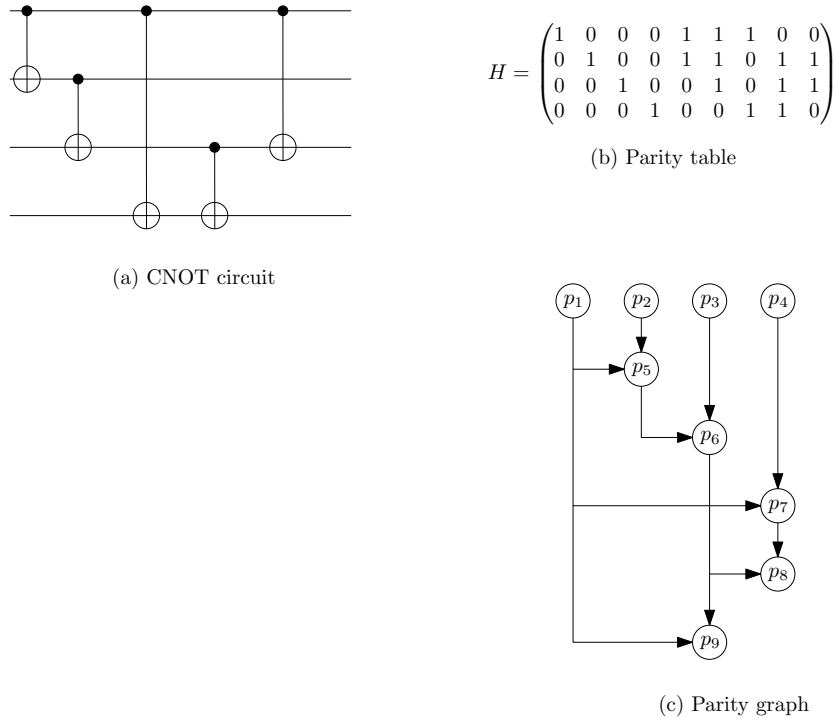 (a) CNOT circuit
H =
1 0 0 0 1 1 1 0 0
0 1 0 0 1 1 0 1 1
0 0 1 0 0 1 0 1 1
0 0 0 1 0 0 1 1 0
(b) Parity table
p1 p2 p3 p4
p5
p6
p7
p8
p9
(c) Parity graph